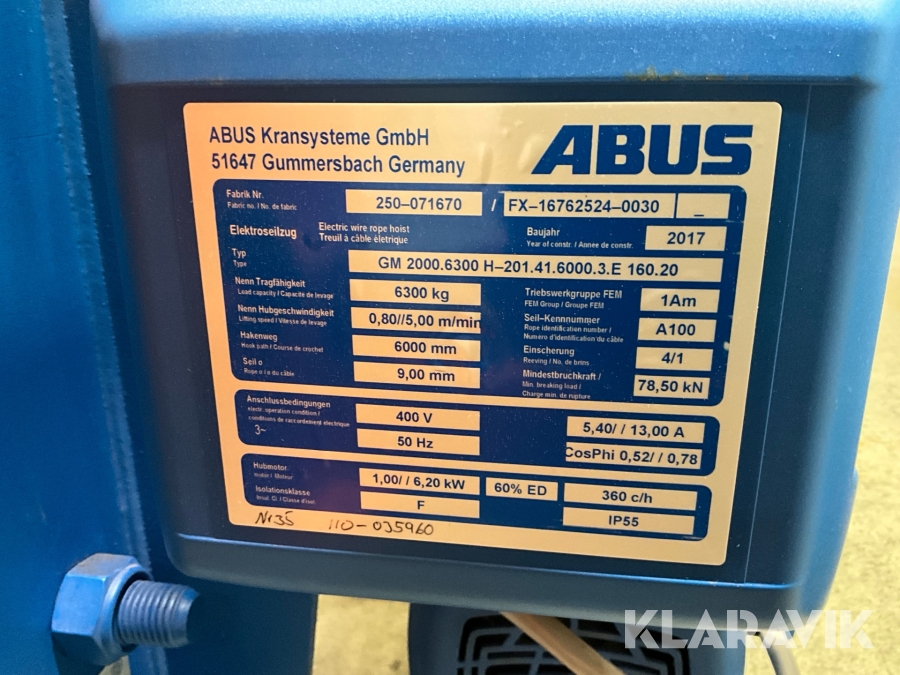 ABUS Kransysteme GmbH
51647 Gummersbach Germany
ABUS
Fabrik Nr.
Fabric no. / No. de fabric
250–071670 / FX–16762524–0030 _
Elektroseilzug
Electric wire rope hoist
Treuil à câble életrique
Baujahr
Year of constr. / Annee de constr.
2017
Typ
Type
GM 2000.6300 H–201.41.6000.3.E 160.20
Nenn Tragfähigkeit
Load capacity / Capacite de levage
6300 kg
Triebswerkgruppe FEM
FEM Group / Groupe FEM
1Am
Nenn Hubgeschwindigkeit
Lifting speed / Vitesse de levage
0,80//5,00 m/min
Seil-Kennnummer
Rope identification number /
Numéro d'identification du câble
A100
Hakenweg
Hook path / Course de crochet
6000 mm
Einscherung
Reeving / No. de brins
4/1
Seil ø
Rope ø / ø du câble
9,00 mm
Mindestbruchkraft /
Min. breaking load /
Charge min. de rupture
78,50 kN
Anschlussbedingungen
electr. operation condition /
conditions de raccordement électrique
3~
400 V
5,40/ / 13,00 A
50 Hz
CosPhi 0,52/ / 0,78
Hubmotor
motor / Moteur
1,00/ / 6,20 kW
60% ED
360 c/h
Isolationsklasse
Insul. Cl. / Classe d'isol.
F
IP55
Nr 35 110-035960
KLARAVIK